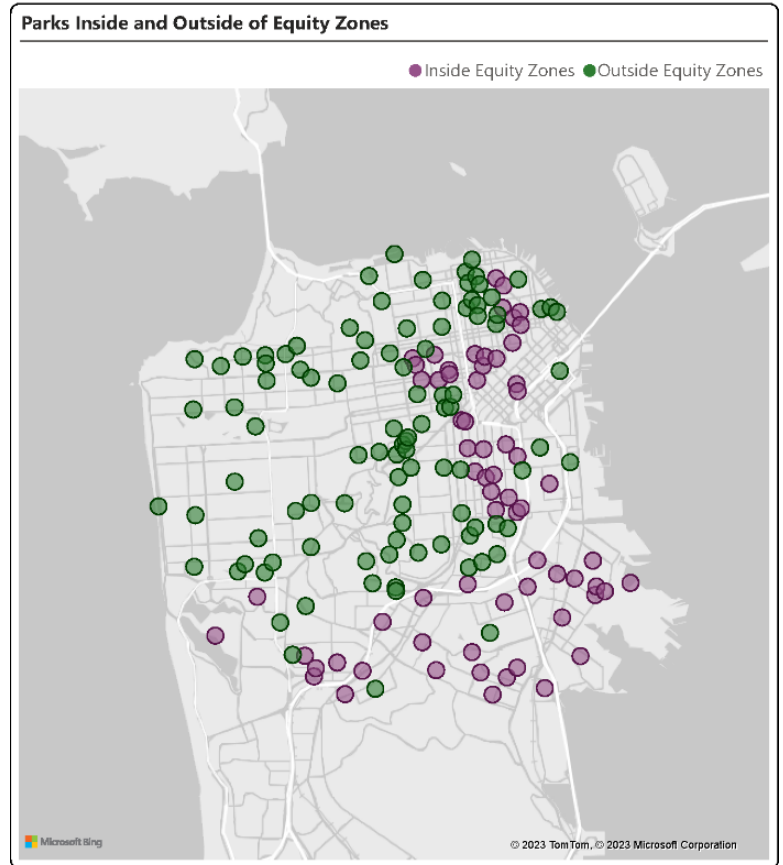 Parks Inside and Outside of Equity Zones
Inside Equity Zones Outside Equity Zones
Microsoft Bing
© 2023 TomTom, © 2023 Microsoft Corporation